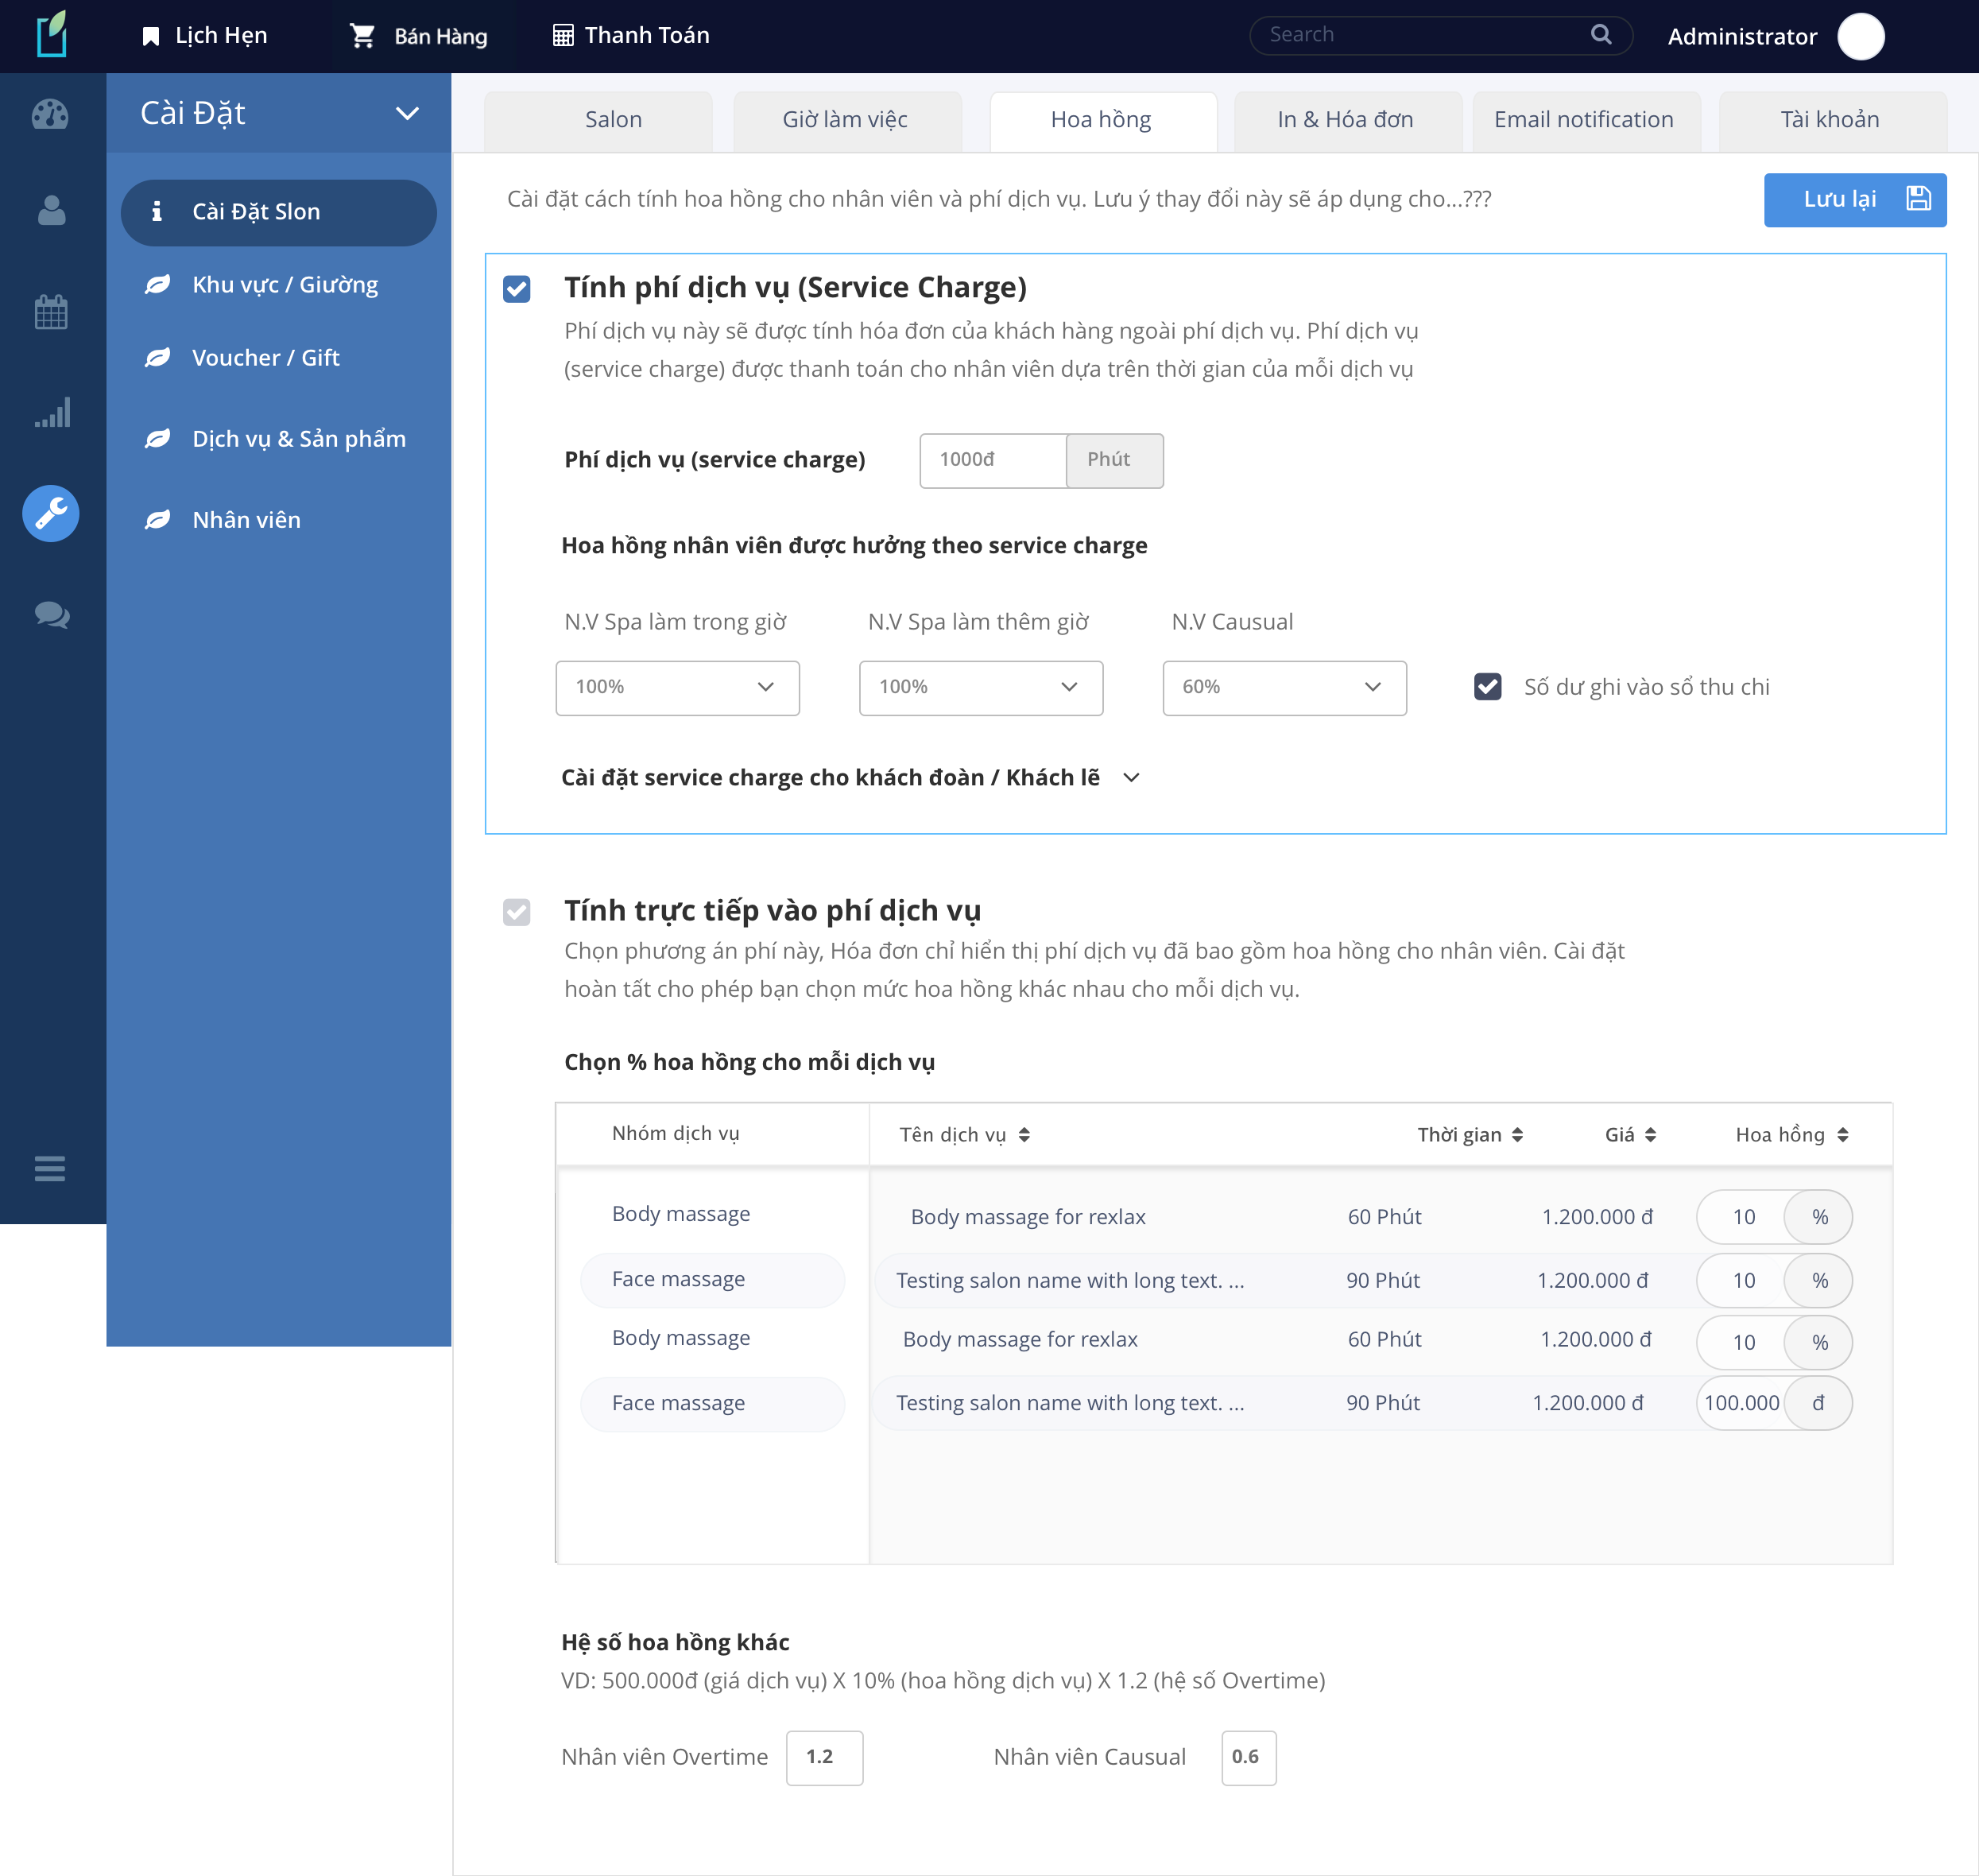 Lịch Hẹn
Bán Hàng
Thanh Toán
Search
Administrator
Cài Đặt
Cài Đặt Slon
Khu vực / Giường
Voucher / Gift
Dịch vụ & Sản phẩm
Nhân viên
Salon
Giờ làm việc
Hoa hồng
In & Hóa đơn
Email notification
Tài khoản
Cài đặt cách tính hoa hồng cho nhân viên và phí dịch vụ. Lưu ý thay đổi này sẽ áp dụng cho...???
Lưu lại
Tính phí dịch vụ (Service Charge)
Phí dịch vụ này sẽ được tính hóa đơn của khách hàng ngoài phí dịch vụ. Phí dịch vụ
(service charge) được thanh toán cho nhân viên dựa trên thời gian của mỗi dịch vụ
Phí dịch vụ (service charge)
1000đ
Phút
Hoa hồng nhân viên được hưởng theo service charge
N.V Spa làm trong giờ
N.V Spa làm thêm giờ
N.V Causual
100%
100%
60%
Số dư ghi vào sổ thu chi
Cài đặt service charge cho khách đoàn / Khách lẽ
Tính trực tiếp vào phí dịch vụ
Chọn phương án phí này, Hóa đơn chỉ hiển thị phí dịch vụ đã bao gồm hoa hồng cho nhân viên. Cài đặt
hoàn tất cho phép bạn chọn mức hoa hồng khác nhau cho mỗi dịch vụ.
Chọn % hoa hồng cho mỗi dịch vụ
Nhóm dịch vụ
Tên dịch vụ
Thời gian
Giá
Hoa hồng
Body massage
Body massage for rexlax
60 Phút
1.200.000 đ
10
%
Face massage
Testing salon name with long text. ...
90 Phút
1.200.000 đ
10
%
Body massage
Body massage for rexlax
60 Phút
1.200.000 đ
10
%
Face massage
Testing salon name with long text. ...
90 Phút
1.200.000 đ
100.000
đ
Hệ số hoa hồng khác
VD: 500.000đ (giá dịch vụ) X 10% (hoa hồng dịch vụ) X 1.2 (hệ số Overtime)
Nhân viên Overtime
1.2
Nhân viên Causual
0.6